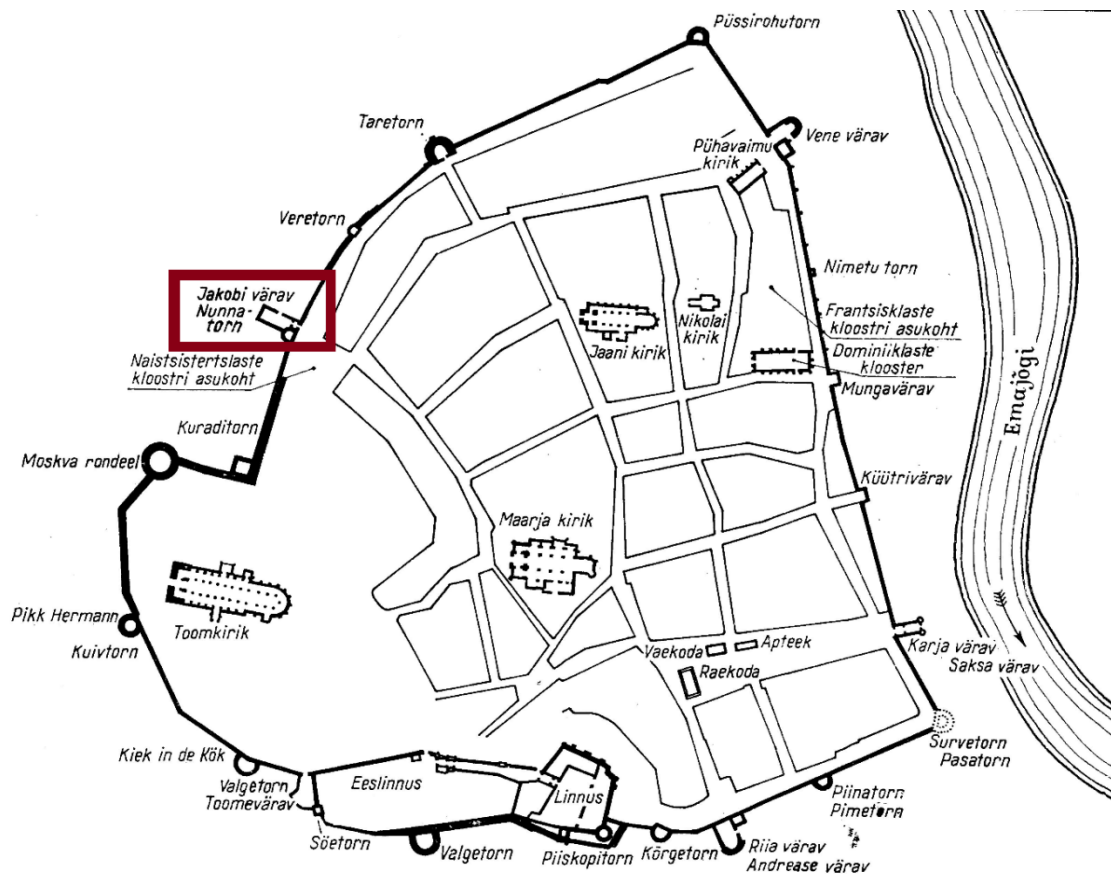 Püssirohutorn
Taretorn
Vene värav
Pühavaimu
kirik
Veretorn
Nimetu torn
Jakobi värav
Nunna-
torn
Frantsisklaste
kloostri asukoht
Nikolai
kirik
Jaani kirik
Dominiiklaste
klooster
Naistsistertslaste
kloostri asukoht
Mungavärav
Emajõgi
Kuraditorn
Moskva rondeel
Küütrivärav
Maarja kirik
Pikk Hermann
Kuivtorn
Toomkirik
Vaekoda
Apteek
Karja värav
Saksa värav
Raekoda
Survetorn
Pasatorn
Kiek in de Kök
Valgetorn
Toomevärav
Eeslinnus
Linnus
Piinatorn
Pimetorn
Söetorn
Valgetorn
Piiskopitorn
Kõrgetorn
Riia värav
Andrease värav